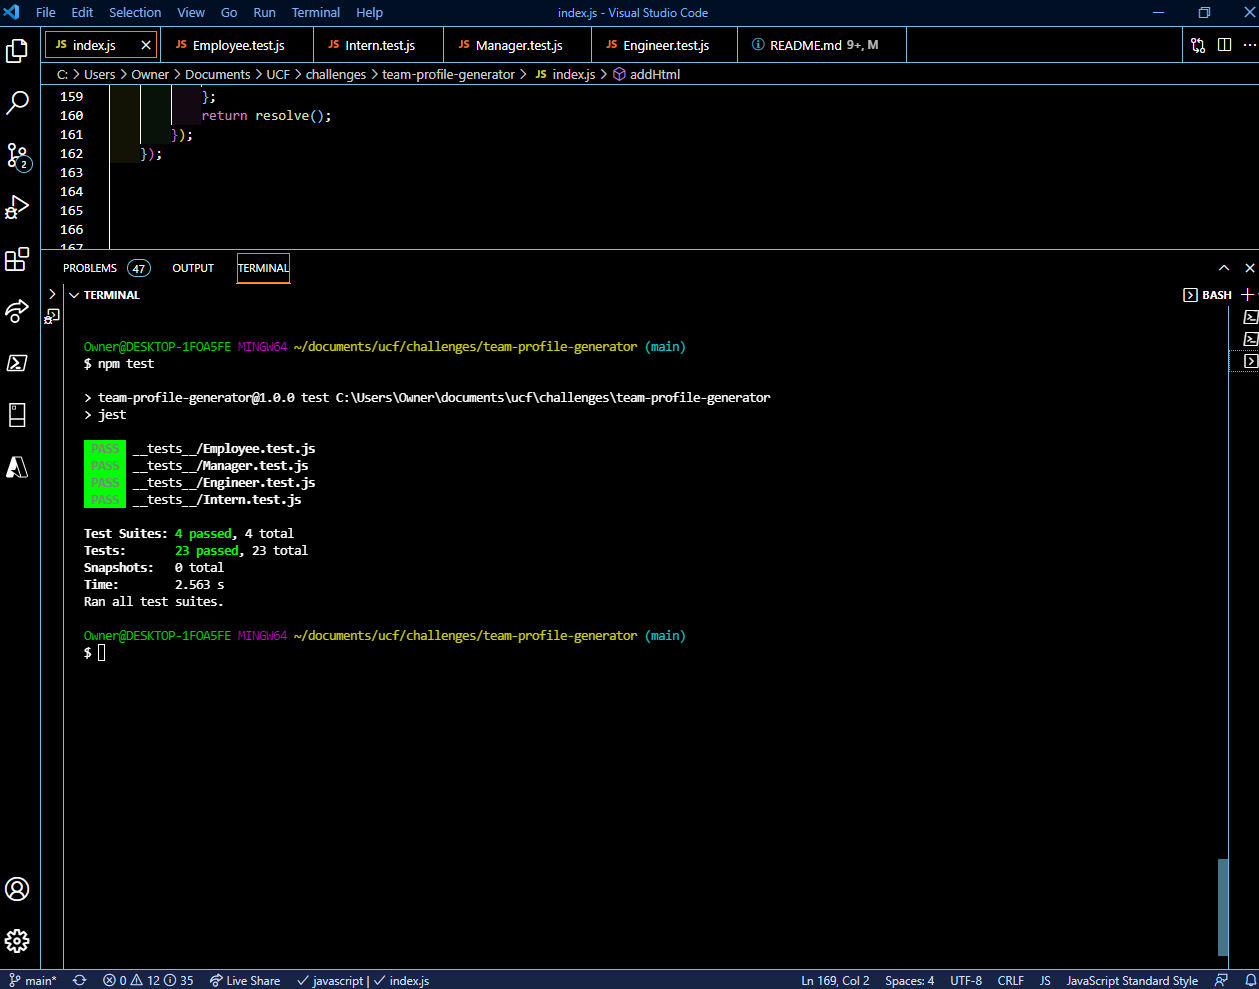 File Edit Selection View Go Run Terminal Help index.js - Visual Studio Code
JS index.js JS Employee.test.js JS Intern.test.js JS Manager.test.js JS Engineer.test.js README.md 9+, M
C: > Users > Owner > Documents > UCF > challenges > team-profile-generator > JS index.js > addHtml
159 };
160 return resolve();
161 });
162 });
163
164
165
166
167
2
PROBLEMS 47 OUTPUT TERMINAL
TERMINAL BASH
Owner@DESKTOP-1FOA5FE MINGW64 ~/documents/ucf/challenges/team-profile-generator (main)
$ npm test
> team-profile-generator@1.0.0 test C:\Users\Owner\documents\ucf\challenges\team-profile-generator
> jest
PASS __tests__/Employee.test.js
PASS __tests__/Manager.test.js
PASS __tests__/Engineer.test.js
PASS __tests__/Intern.test.js
Test Suites: 4 passed, 4 total
Tests: 23 passed, 23 total
Snapshots: 0 total
Time: 2.563 s
Ran all test suites.
Owner@DESKTOP-1FOA5FE MINGW64 ~/documents/ucf/challenges/team-profile-generator (main)
$
main* 0 12 35 Live Share javascript | index.js Ln 169, Col 2 Spaces: 4 UTF-8 CRLF JS JavaScript Standard Style